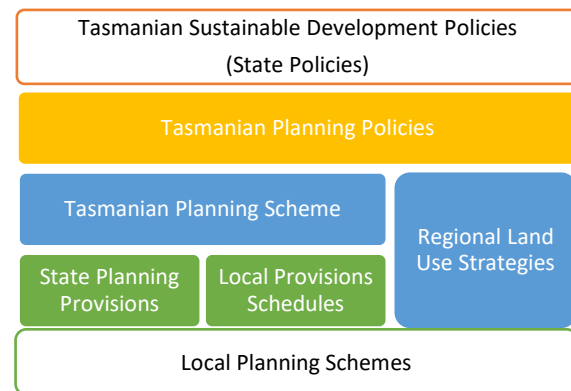 Tasmanian Sustainable Development Policies
(State Policies)
Tasmanian Planning Policies
Tasmanian Planning Scheme
Regional Land
Use Strategies
State Planning
Provisions
Local Provisions
Schedules
Local Planning Schemes